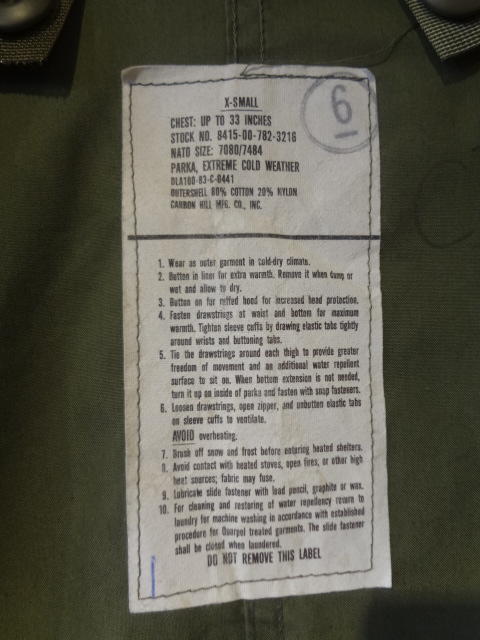 X-SMALL
6
CHEST: UP TO 33 INCHES
STOCK NO. 8415-00-782-3216
NATO SIZE: 7080/7484
PARKA, EXTREME COLD WEATHER
DLA100-83-C-0441
OUTERSHELL 80% COTTON 20% NYLON
CARBON HILL MFG. CO., INC.
1. Wear as outer garment in cold-dry climate.
2. Button in liner for extra warmth. Remove it when damp or
wet and allow to dry.
3. Button on fur ruffed hood for increased head protection.
4. Fasten drawstrings at waist and bottom for maximum
warmth. Tighten sleeve cuffs by drawing elastic tabs tightly
around wrists and buttoning tabs.
5. Tie the drawstrings around each thigh to provide greater
freedom of movement and an additional water repellent
surface to sit on. When bottom extension is not needed,
turn it up on inside of parka and fasten with snap fasteners.
6. Loosen drawstrings, open zipper, and unbutton elastic tabs
on sleeve cuffs to ventilate.
AVOID overheating.
7. Brush off snow and frost before entering heated shelters.
8. Avoid contact with heated stoves, open fires, or other high
heat sources; fabric may fuse.
9. Lubricate slide fastener with lead pencil, graphite or wax.
10. For cleaning and restoring of water repellency return to
laundry for machine washing in accordance with established
procedure for Quarpel treated garments. The slide fastener
shall be closed when laundered.
DO NOT REMOVE THIS LABEL